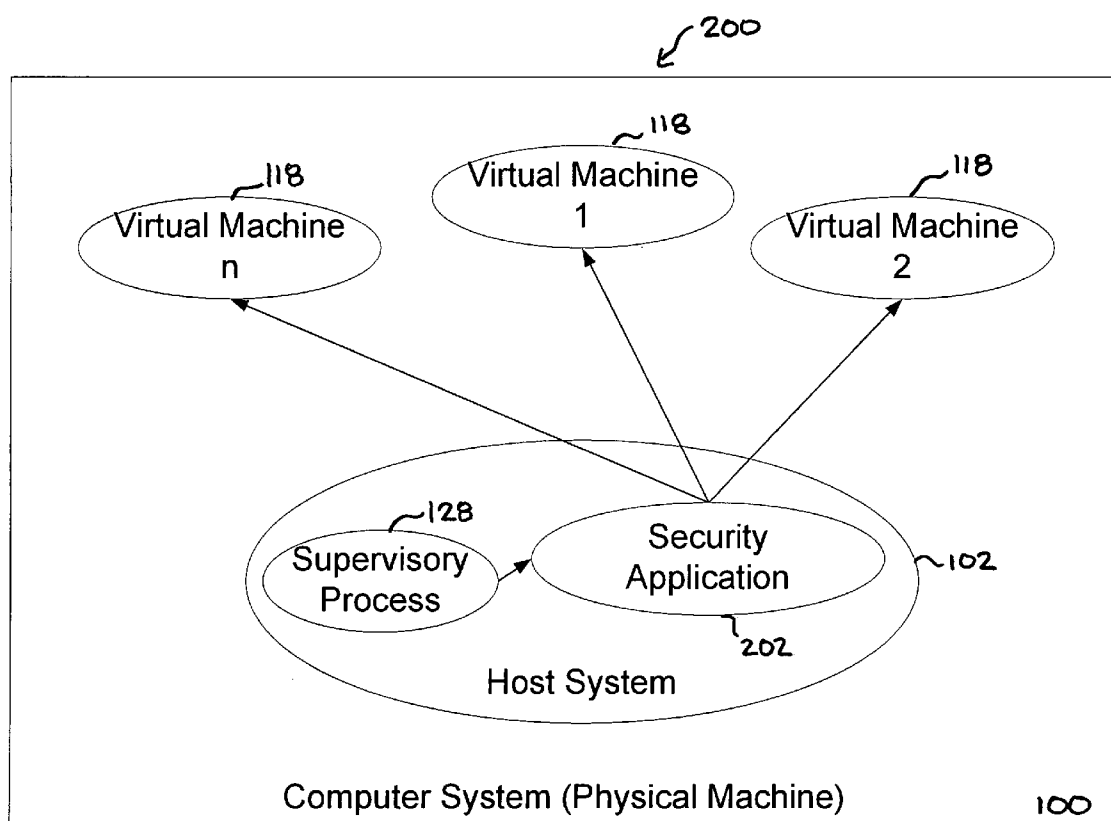 200
118
Virtual Machine
1
118
Virtual Machine
n
118
Virtual Machine
2
128
Supervisory
Process
Security
Application
102
202
Host System
Computer System (Physical Machine)
100